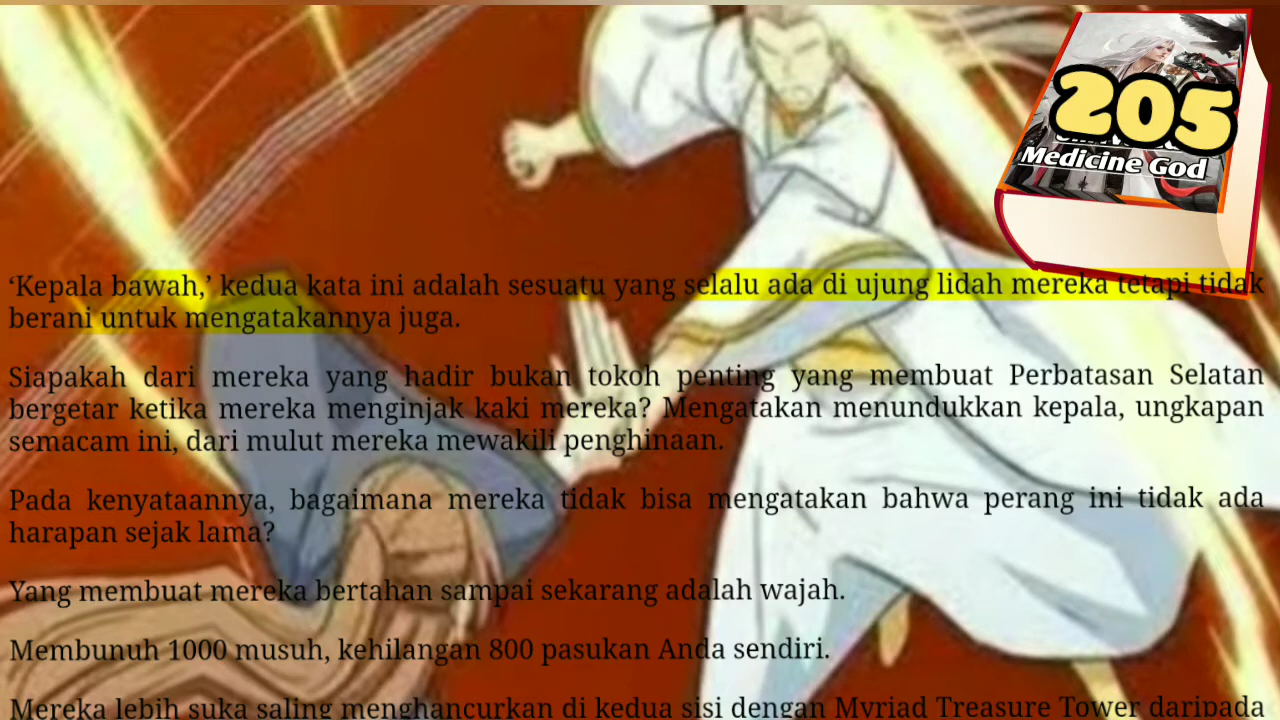 205
Medicine God
‘Kepala bawah,’ kedua kata ini adalah sesuatu yang selalu ada di ujung lidah mereka tetapi tidak
berani untuk mengatakannya juga.
Siapakah dari mereka yang hadir bukan tokoh penting yang membuat Perbatasan Selatan
bergetar ketika mereka menginjak kaki mereka? Mengatakan menundukkan kepala, ungkapan
semacam ini, dari mulut mereka mewakili penghinaan.
Pada kenyataannya, bagaimana mereka tidak bisa mengatakan bahwa perang ini tidak ada
harapan sejak lama?
Yang membuat mereka bertahan sampai sekarang adalah wajah.
Membunuh 1000 musuh, kehilangan 800 pasukan Anda sendiri.
Mereka lebih suka saling menghancurkan di kedua sisi dengan Myriad Treasure Tower daripada